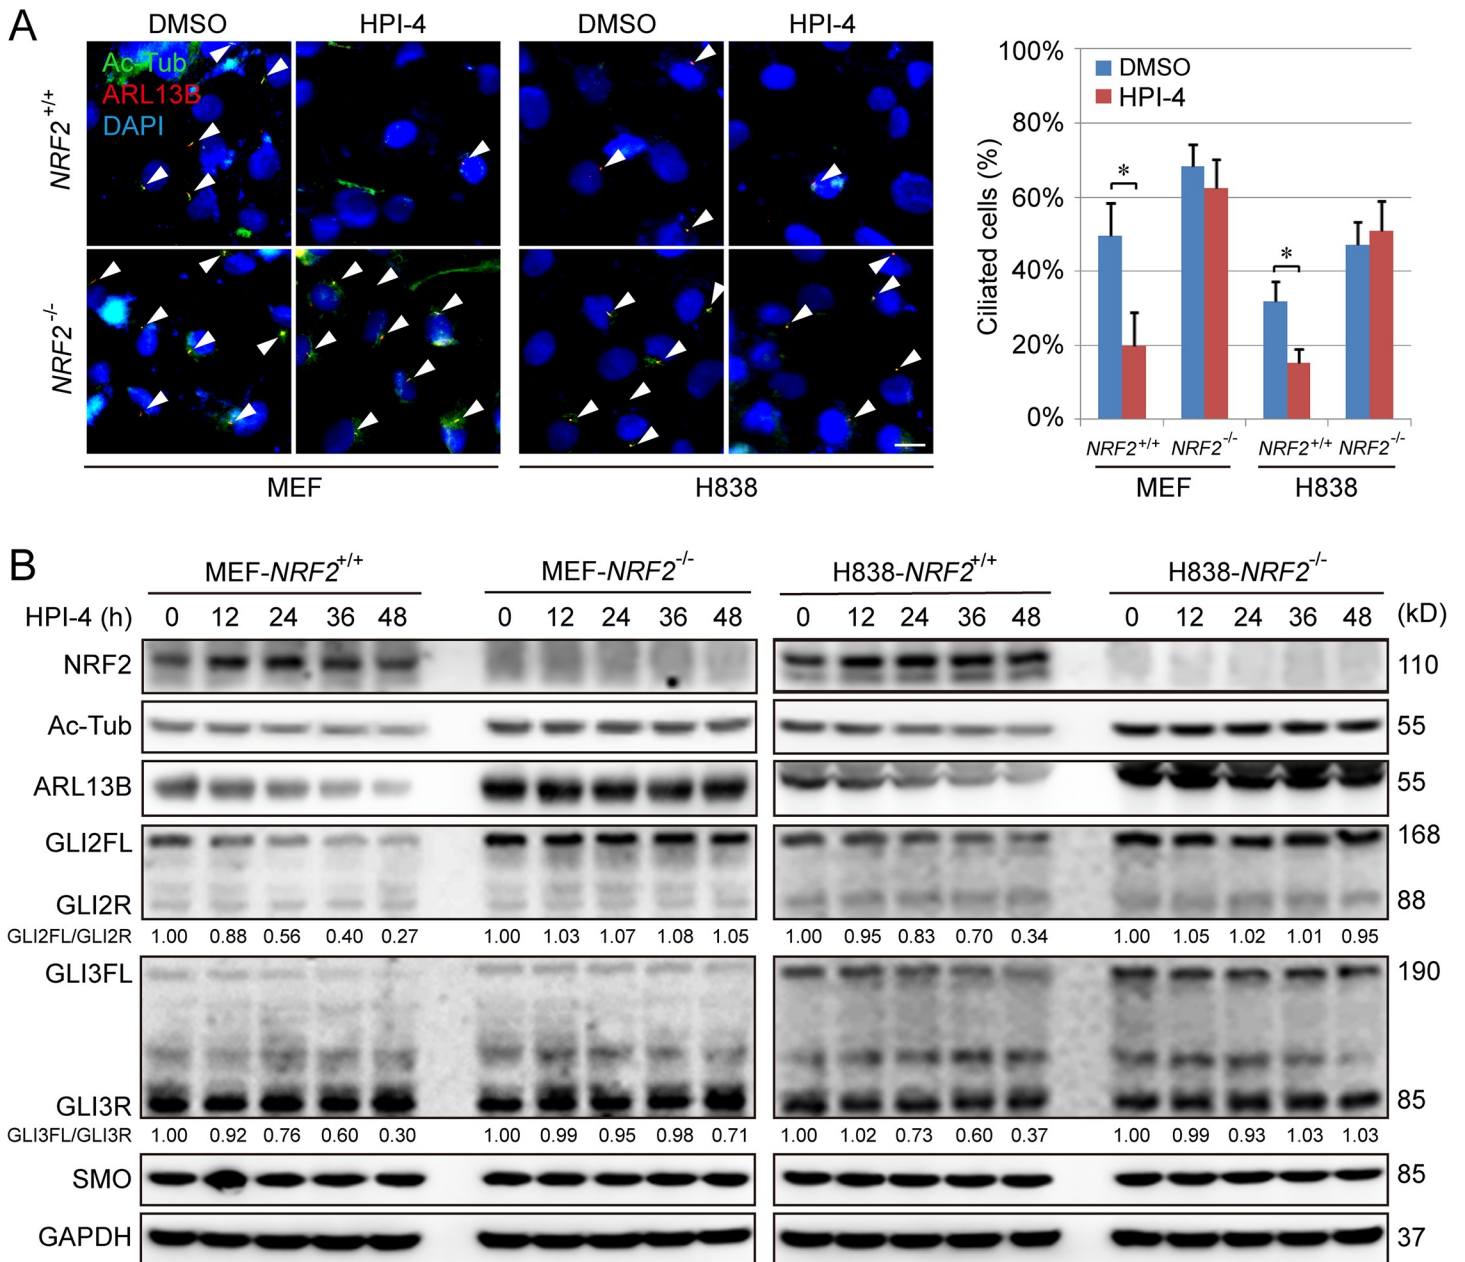 A
DMSO HPI-4 DMSO HPI-4
Ac-Tub
ARL13B
DAPI
NRF2+/+
NRF2-/-
MEF H838
100%
80%
60%
40%
20%
0%
Ciliated cells (%)
DMSO
HPI-4
* *
NRF2+/+ NRF2-/- NRF2+/+ NRF2-/-
MEF H838
B
MEF-NRF2+/+ MEF-NRF2-/- H838-NRF2+/+ H838-NRF2-/-
HPI-4 (h) 0 12 24 36 48 0 12 24 36 48 0 12 24 36 48 0 12 24 36 48 (kD)
NRF2 110
Ac-Tub 55
ARL13B 55
GLI2FL 168
GLI2R 88
GLI2FL/GLI2R 1.00 0.88 0.56 0.40 0.27 1.00 1.03 1.07 1.08 1.05 1.00 0.95 0.83 0.70 0.34 1.00 1.05 1.02 1.01 0.95
GLI3FL 190
GLI3R 85
GLI3FL/GLI3R 1.00 0.92 0.76 0.60 0.30 1.00 0.99 0.95 0.98 0.71 1.00 1.02 0.73 0.60 0.37 1.00 0.99 0.93 1.03 1.03
SMO 85
GAPDH 37